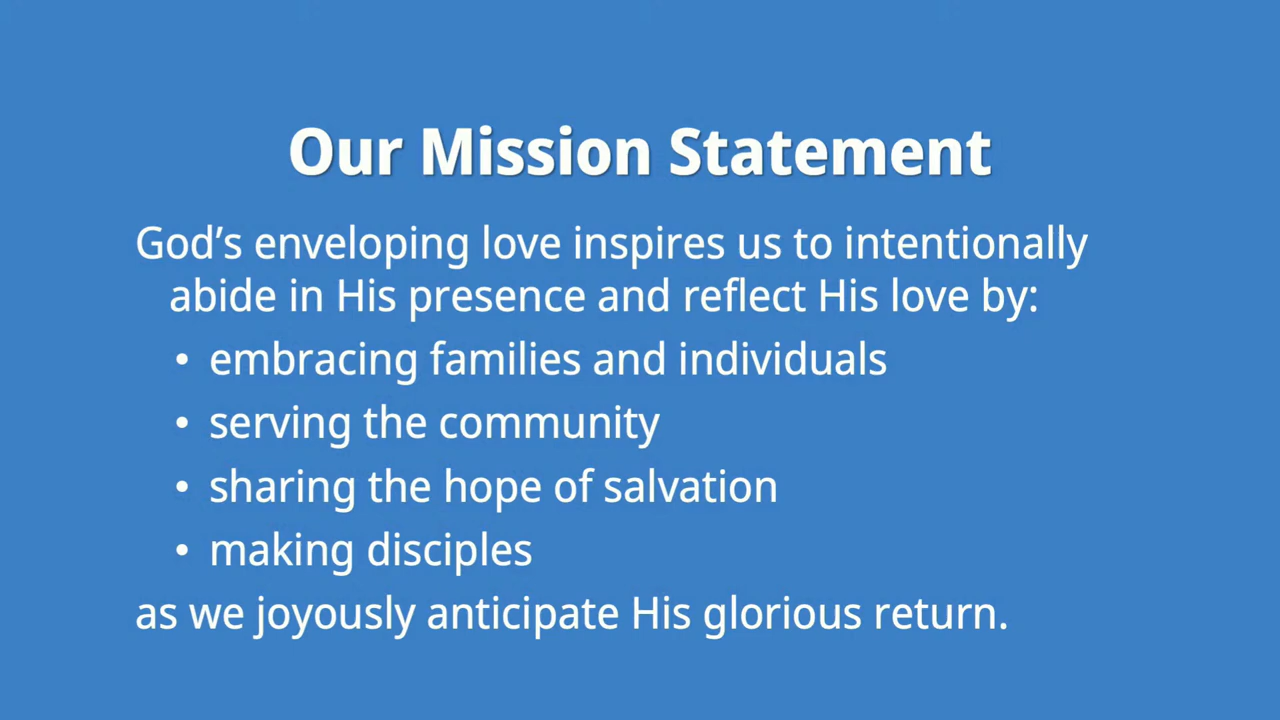 Our Mission Statement
God’s enveloping love inspires us to intentionally
abide in His presence and reflect His love by:
• embracing families and individuals
• serving the community
• sharing the hope of salvation
• making disciples
as we joyously anticipate His glorious return.